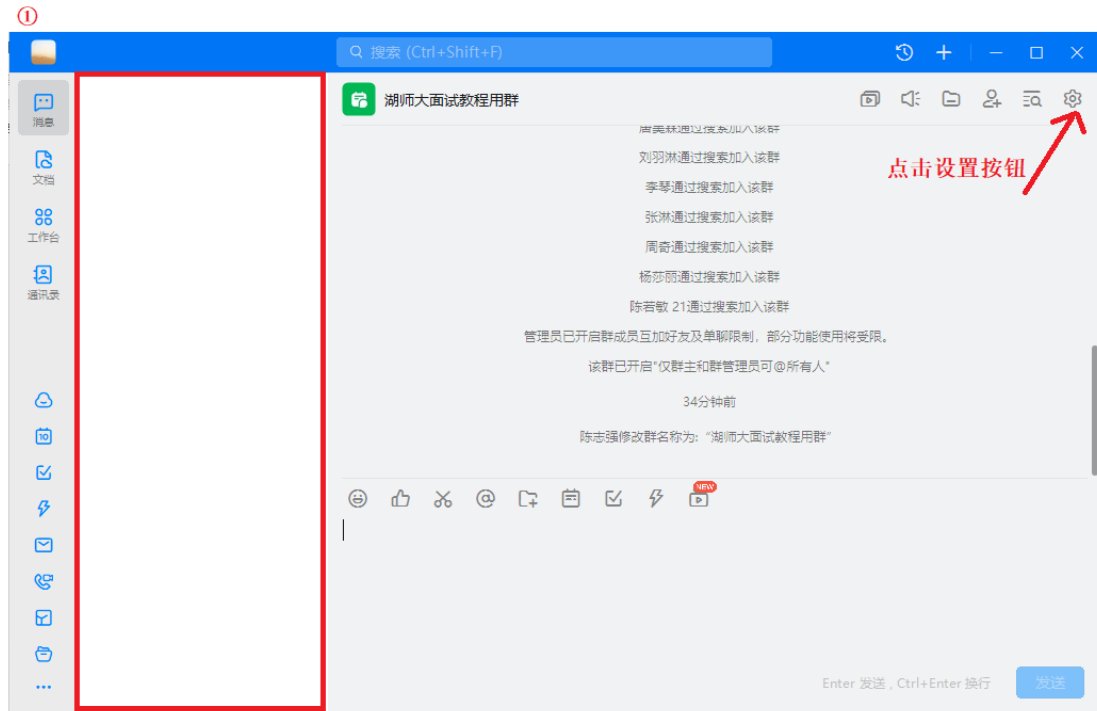 ①
搜索 (Ctrl+Shift+F)
消息
文档
工作台
通讯录
10
湖师大面试教程用群
通过搜索加入该群
刘羽淋通过搜索加入该群
李琴通过搜索加入该群
张淋通过搜索加入该群
周奇通过搜索加入该群
杨莎丽通过搜索加入该群
陈若敏 21通过搜索加入该群
管理员已开启群成员互加好友及单聊限制，部分功能使用将受限。
该群已开启"仅群主和群管理员可@所有人"
34分钟前
陈志强修改群名称为：“湖师大面试教程用群”
点击设置按钮
NEW
Enter 发送 , Ctrl+Enter 换行
发送